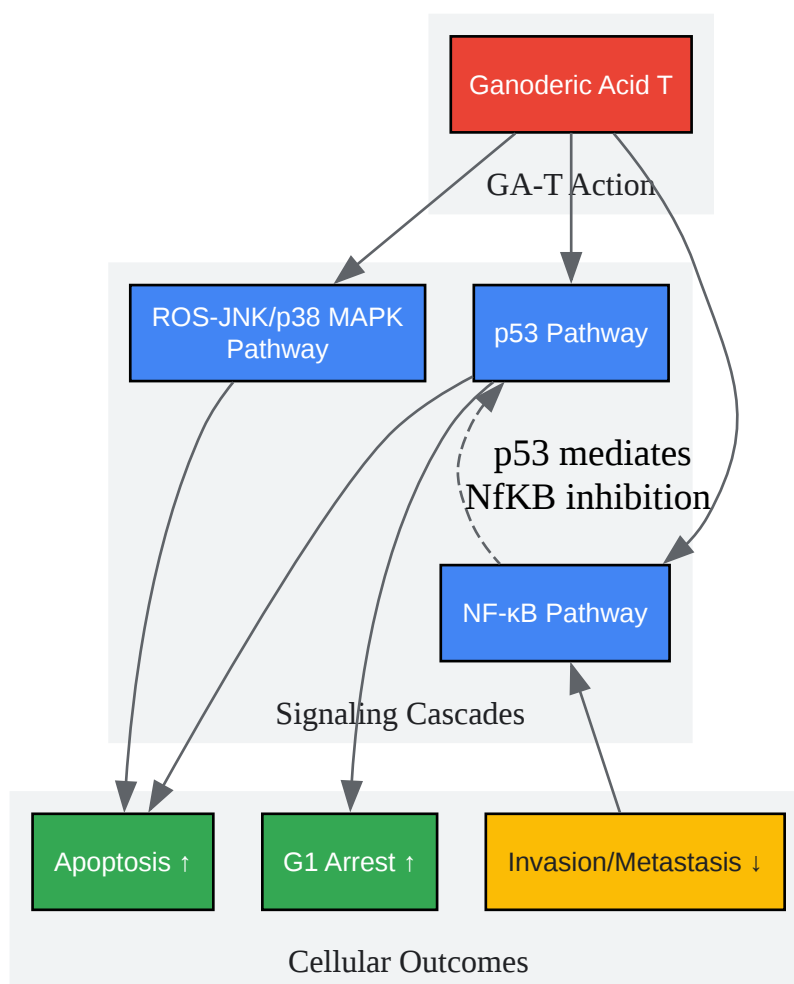 Ganoderic Acid T
GA-T Action
ROS-JNK/p38 MAPK
Pathway
p53 Pathway
p53 mediates
NfKB inhibition
NF-κB Pathway
Signaling Cascades
Apoptosis ↑
G1 Arrest ↑
Invasion/Metastasis ↓
Cellular Outcomes